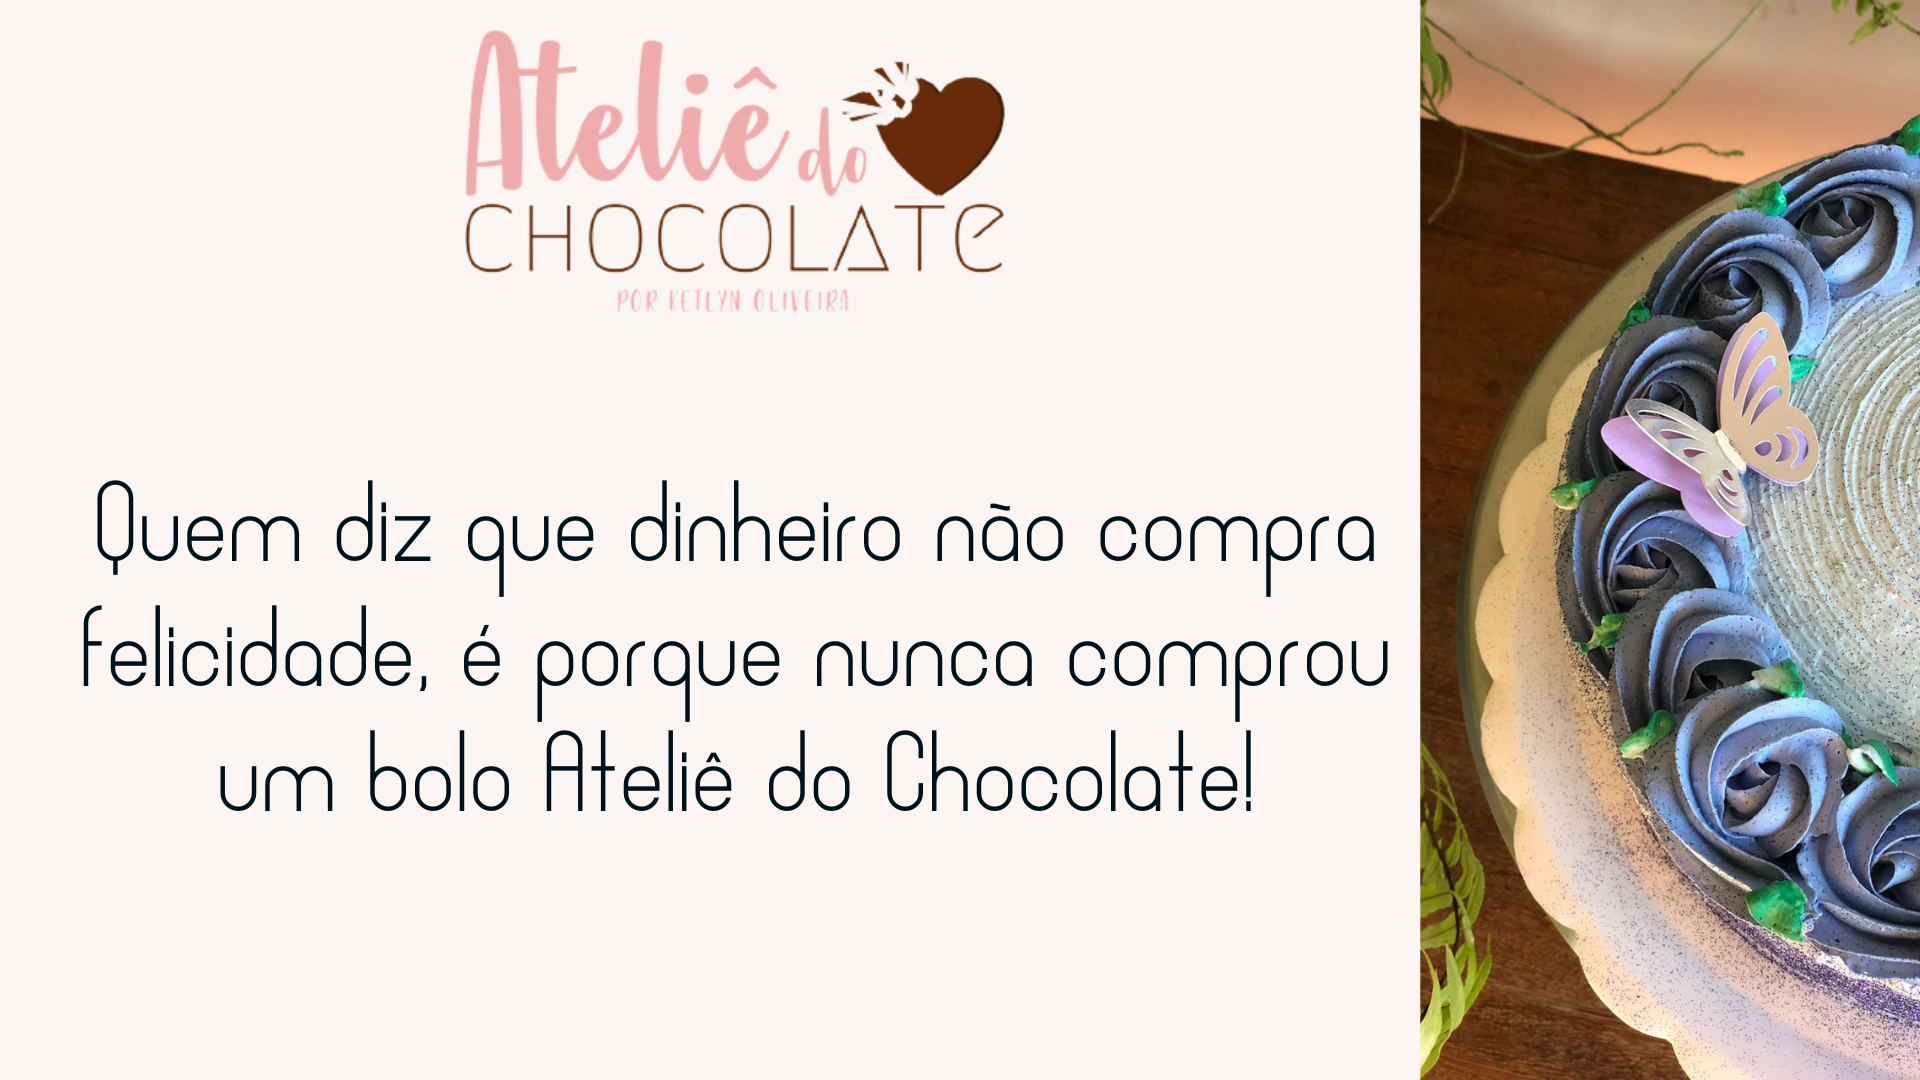 Ateliê do
CHOCOLATE
POR KETLYN OLIVEIRA
Quem diz que dinheiro não compra
felicidade, é porque nunca comprou
um bolo Ateliê do Chocolate!